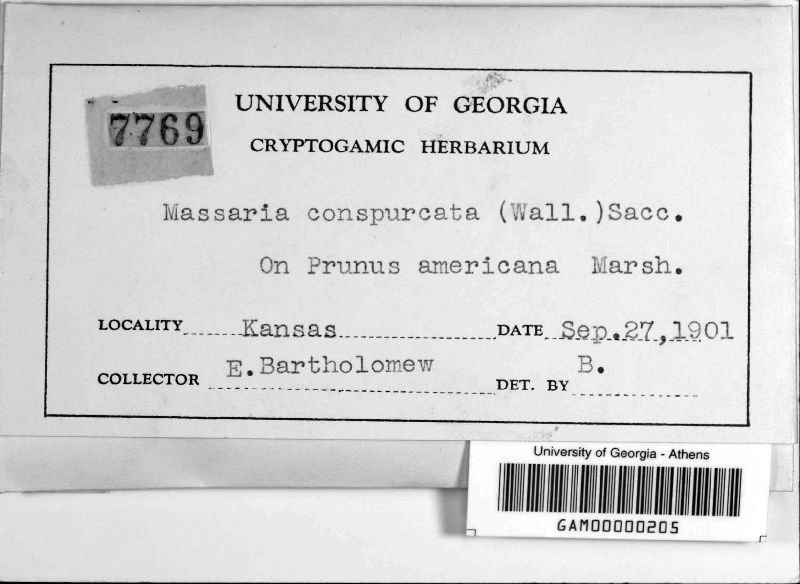 7769
UNIVERSITY OF GEORGIA
CRYPTOGAMIC HERBARIUM
Massaria conspurcata (Wall.)Sacc.
On Prunus americana Marsh.
LOCALITY Kansas DATE Sep.27,1901
COLLECTOR E.Bartholomew DET. BY B.
University of Georgia - Athens
GAM00000205